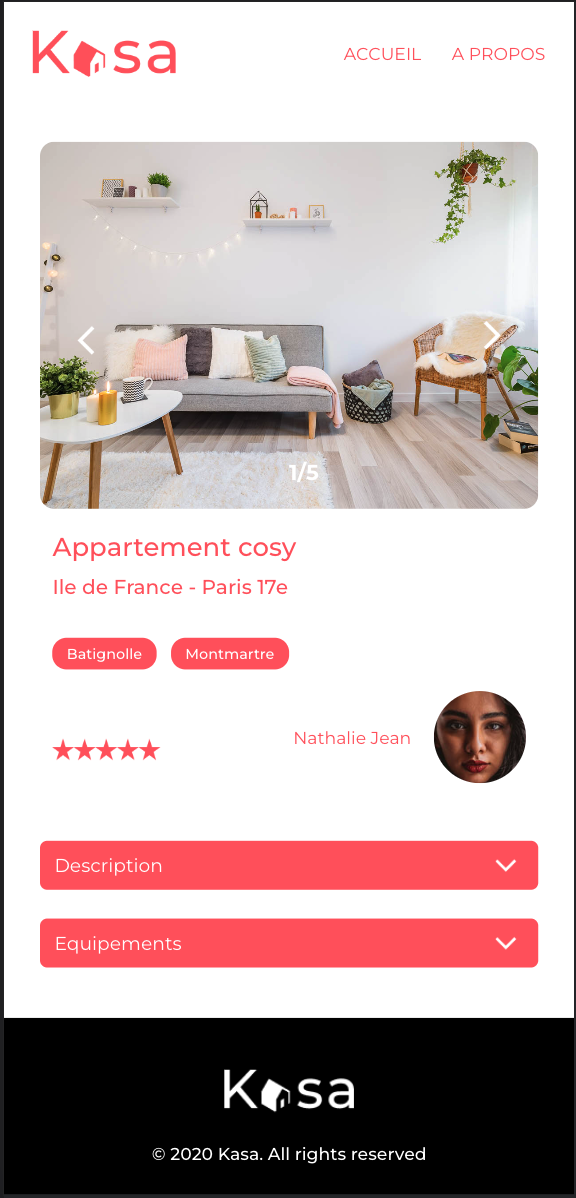 Kasa
ACCUEIL A PROPOS
1/5
Appartement cosy
Ile de France - Paris 17e
Batignolle Montmartre
★★★★★ Nathalie Jean
Description
Equipements
Kasa
© 2020 Kasa. All rights reserved